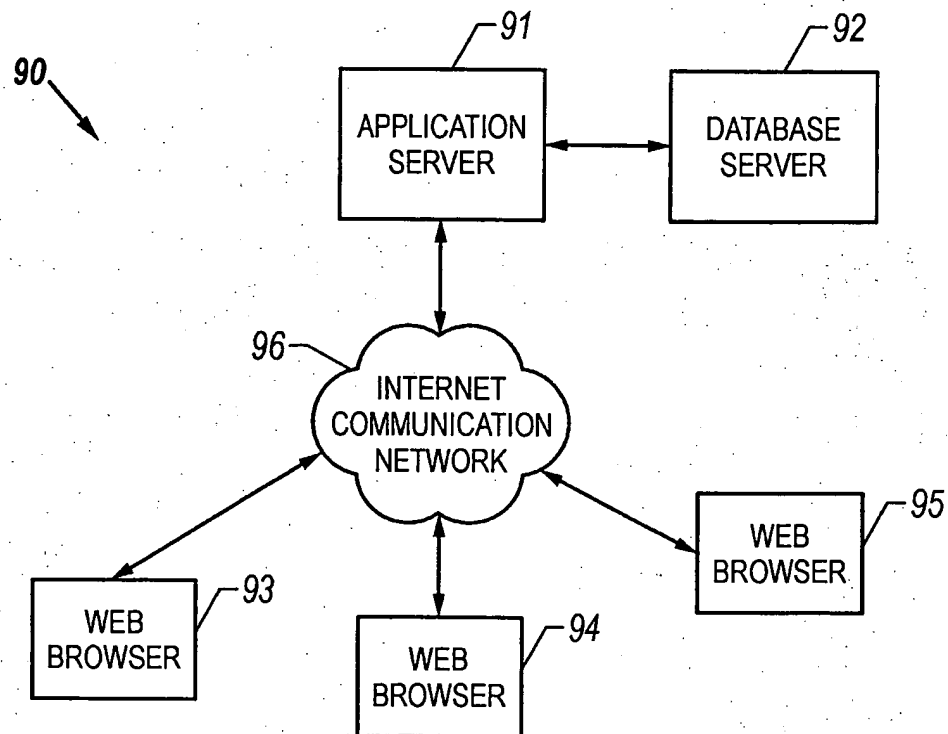 90
91
92
APPLICATION
SERVER
DATABASE
SERVER
96
INTERNET
COMMUNICATION
NETWORK
95
WEB
BROWSER
93
WEB
BROWSER
94
WEB
BROWSER